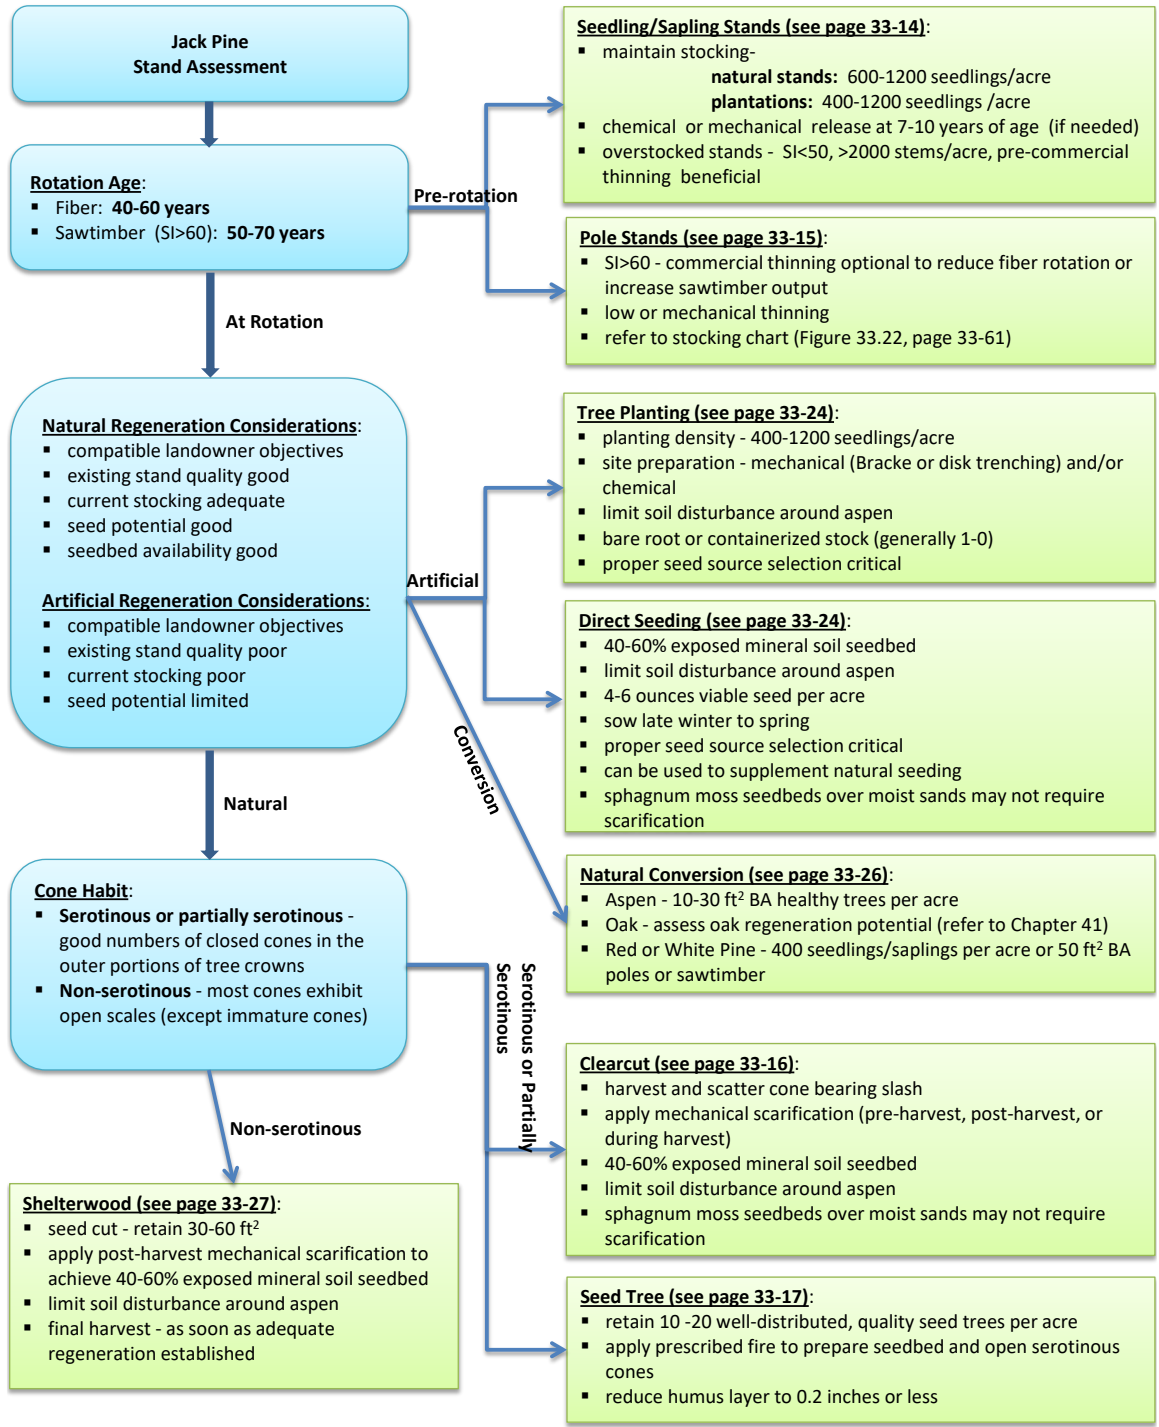 Jack Pine
Stand Assessment
Rotation Age:
▪ Fiber: 40-60 years
▪ Sawtimber (SI>60): 50-70 years
Pre-rotation
Seedling/Sapling Stands (see page 33-14):
▪ maintain stocking-
natural stands: 600-1200 seedlings/acre
plantations: 400-1200 seedlings /acre
▪ chemical or mechanical release at 7-10 years of age (if needed)
▪ overstocked stands - SI<50, >2000 stems/acre, pre-commercial
thinning beneficial
Pole Stands (see page 33-15):
▪ SI>60 - commercial thinning optional to reduce fiber rotation or
increase sawtimber output
▪ low or mechanical thinning
▪ refer to stocking chart (Figure 33.22, page 33-61)
At Rotation
Natural Regeneration Considerations:
▪ compatible landowner objectives
▪ existing stand quality good
▪ current stocking adequate
▪ seed potential good
▪ seedbed availability good
Artificial Regeneration Considerations:
▪ compatible landowner objectives
▪ existing stand quality poor
▪ current stocking poor
▪ seed potential limited
Artificial
Tree Planting (see page 33-24):
▪ planting density - 400-1200 seedlings/acre
▪ site preparation - mechanical (Bracke or disk trenching) and/or
chemical
▪ limit soil disturbance around aspen
▪ bare root or containerized stock (generally 1-0)
▪ proper seed source selection critical
Direct Seeding (see page 33-24):
▪ 40-60% exposed mineral soil seedbed
▪ limit soil disturbance around aspen
▪ 4-6 ounces viable seed per acre
▪ sow late winter to spring
▪ proper seed source selection critical
▪ can be used to supplement natural seeding
▪ sphagnum moss seedbeds over moist sands may not require
scarification
Conversion
Natural Conversion (see page 33-26):
▪ Aspen - 10-30 ft² BA healthy trees per acre
▪ Oak - assess oak regeneration potential (refer to Chapter 41)
▪ Red or White Pine - 400 seedlings/saplings per acre or 50 ft² BA
poles or sawtimber
Natural
Cone Habit:
▪ Serotinous or partially serotinous -
good numbers of closed cones in the
outer portions of tree crowns
▪ Non-serotinous - most cones exhibit
open scales (except immature cones)
Serotinous or Partially
Serotinous
Clearcut (see page 33-16):
▪ harvest and scatter cone bearing slash
▪ apply mechanical scarification (pre-harvest, post-harvest, or
during harvest)
▪ 40-60% exposed mineral soil seedbed
▪ limit soil disturbance around aspen
▪ sphagnum moss seedbeds over moist sands may not require
scarification
Seed Tree (see page 33-17):
▪ retain 10 -20 well-distributed, quality seed trees per acre
▪ apply prescribed fire to prepare seedbed and open serotinous
cones
▪ reduce humus layer to 0.2 inches or less
Non-serotinous
Shelterwood (see page 33-27):
▪ seed cut - retain 30-60 ft²
▪ apply post-harvest mechanical scarification to
achieve 40-60% exposed mineral soil seedbed
▪ limit soil disturbance around aspen
▪ final harvest - as soon as adequate
regeneration established